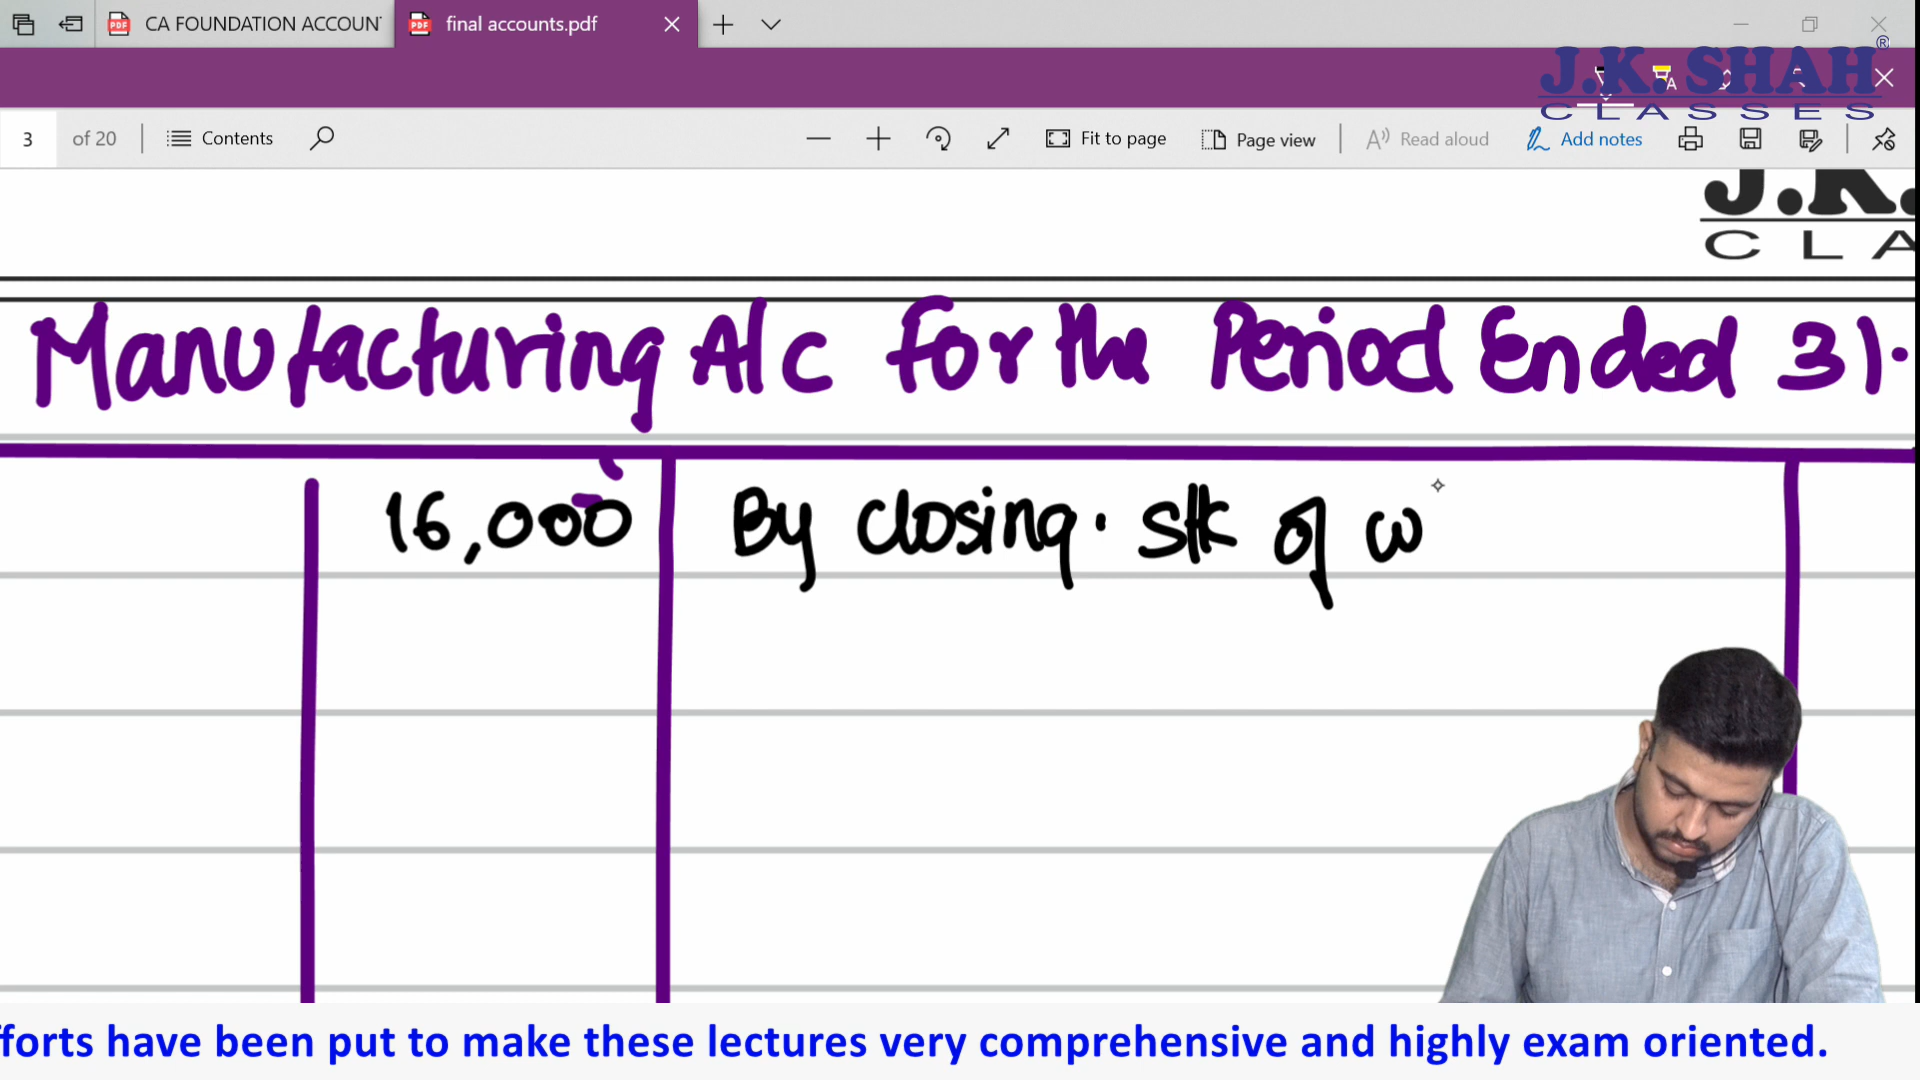 CA FOUNDATION ACCOUN
final accounts.pdf
J.K. SHAH®
CLASSES
3 of 20 Contents Fit to page Page view Read aloud Add notes
J.K.
CLA
Manufacturing A/c for the Period Ended 31.
16,000 By closing. stk of w
fforts have been put to make these lectures very comprehensive and highly exam oriented.